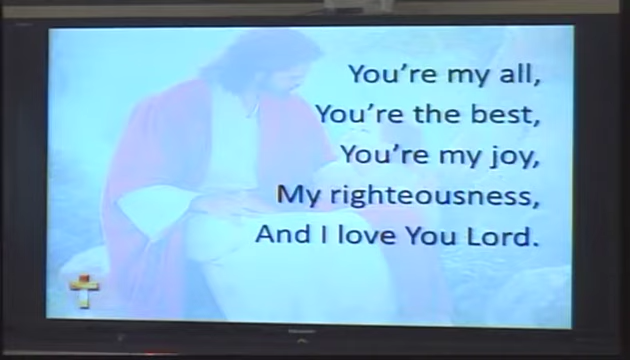 You're my all,
You're the best,
You're my joy,
My righteousness,
And I love You Lord.